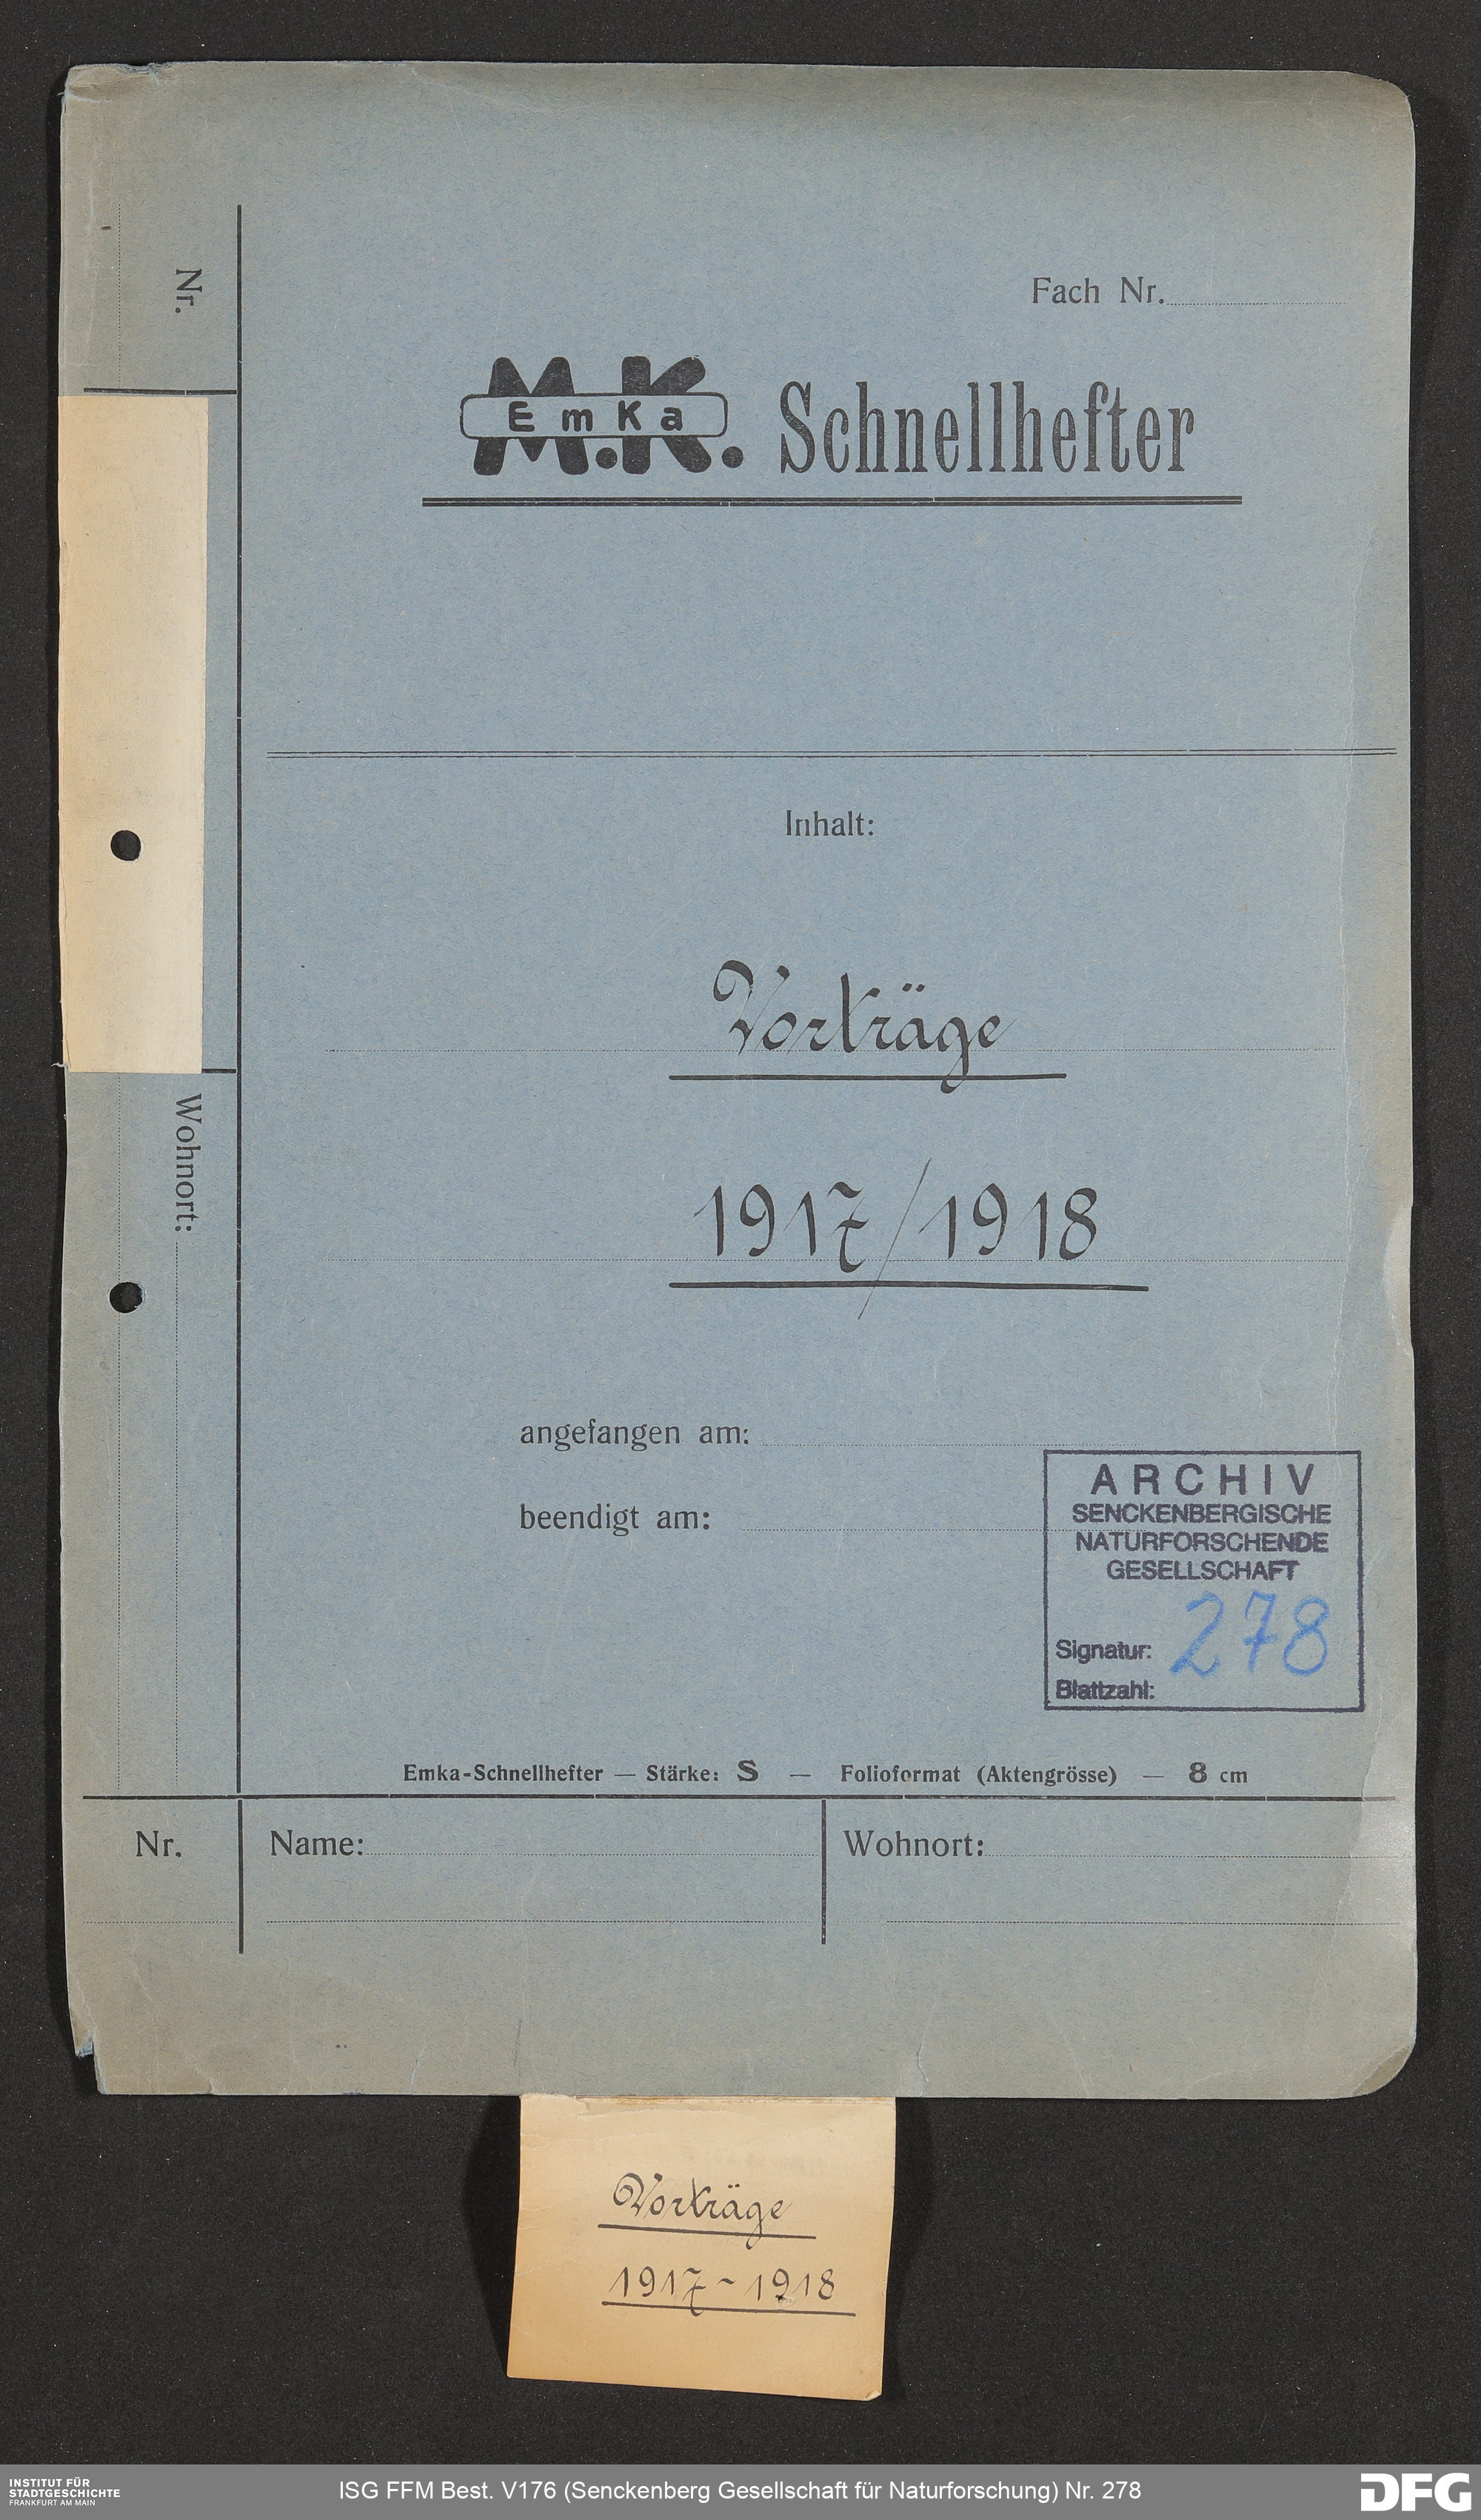 Nr.
Fach Nr.
M.K. Schnellhefter
EmKa
Inhalt:
Vorträge
1917/1918
Wohnort:
angefangen am:
beendigt am:
ARCHIV
SENCKENBERGISCHE
NATURFORSCHENDE
GESELLSCHAFT
Signatur: 278
Blattzahl:
Emka-Schnellhefter — Stärke: S — Folioformat (Aktengrösse) — 8 cm
Nr. Name: Wohnort:
Vorträge
1917-1918
INSTITUT FÜR
STADTGESCHICHTE
FRANKFURT AM MAIN
ISG FFM Best. V176 (Senckenberg Gesellschaft für Naturforschung) Nr. 278
DFG